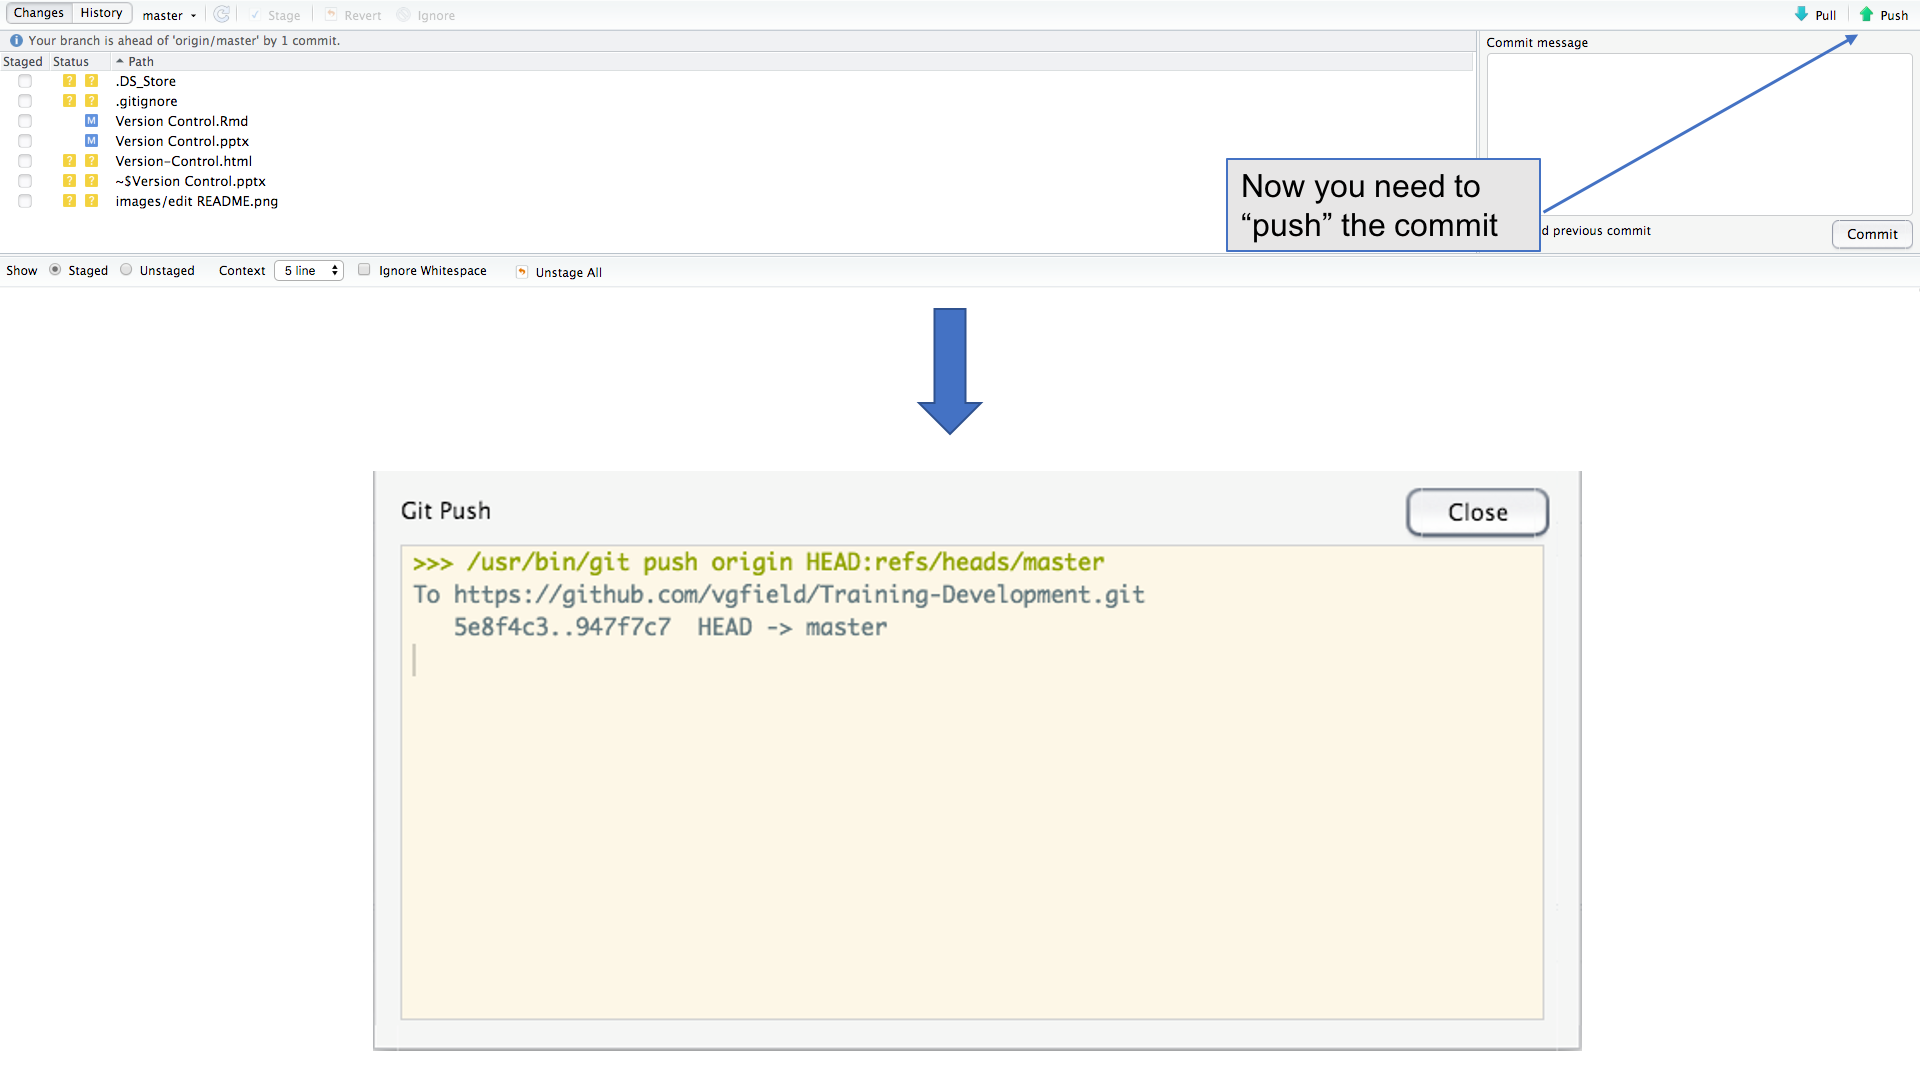 Changes History master Stage Revert Ignore Pull Push
Your branch is ahead of 'origin/master' by 1 commit.
Commit message
Staged Status Path
? ? .DS_Store
? ? .gitignore
M Version Control.Rmd
M Version Control.pptx
? ? Version-Control.html
? ? ~$Version Control.pptx
? ? images/edit README.png
Now you need to
“push” the commit
d previous commit
Commit
Show Staged Unstaged Context 5 line Ignore Whitespace Unstage All
Git Push Close
>>> /usr/bin/git push origin HEAD:refs/heads/master
To https://github.com/vgfield/Training-Development.git
5e8f4c3..947f7c7 HEAD -> master